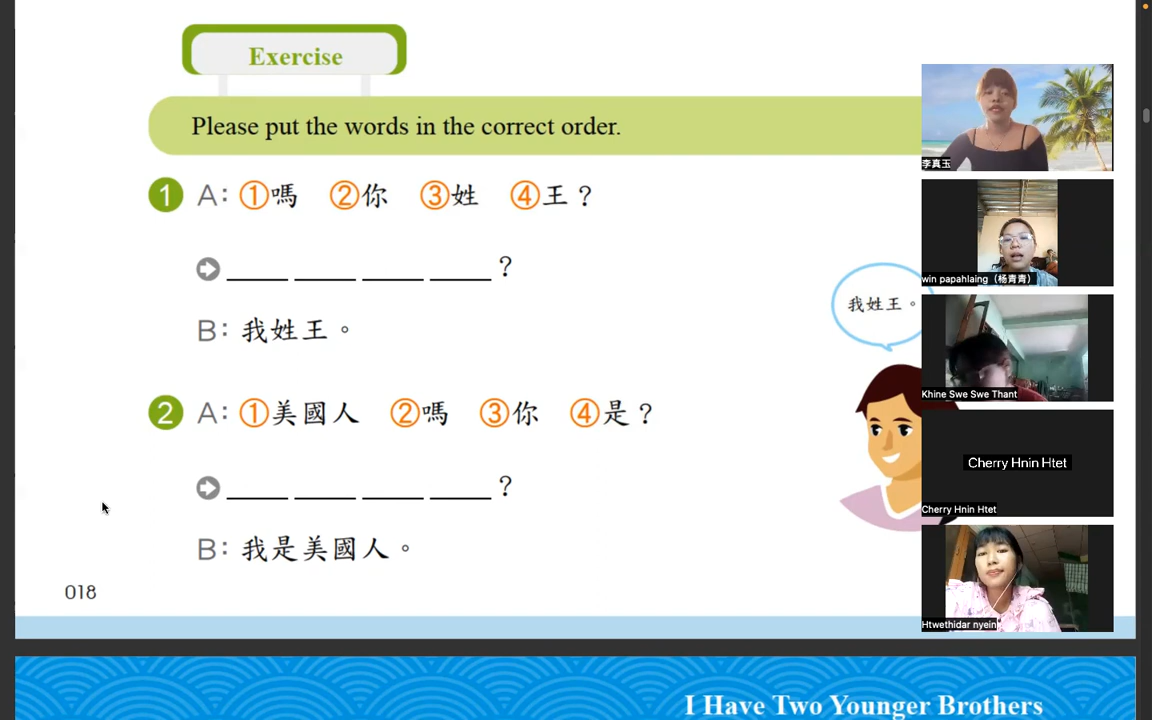 Exercise
Please put the words in the correct order.
1 A: ①嗎 ②你 ③姓 ④王?
____ ____ ____ ____ ?
B: 我姓王。
2 A: ①美國人 ②嗎 ③你 ④是?
____ ____ ____ ____ ?
B: 我是美國人。
018
我姓王。
I Have Two Younger Brothers
李真玉
win papahlaing（杨青青）
Khine Swe Swe Thant
Cherry Hnin Htet
Cherry Hnin Htet
Htwethidar nyein